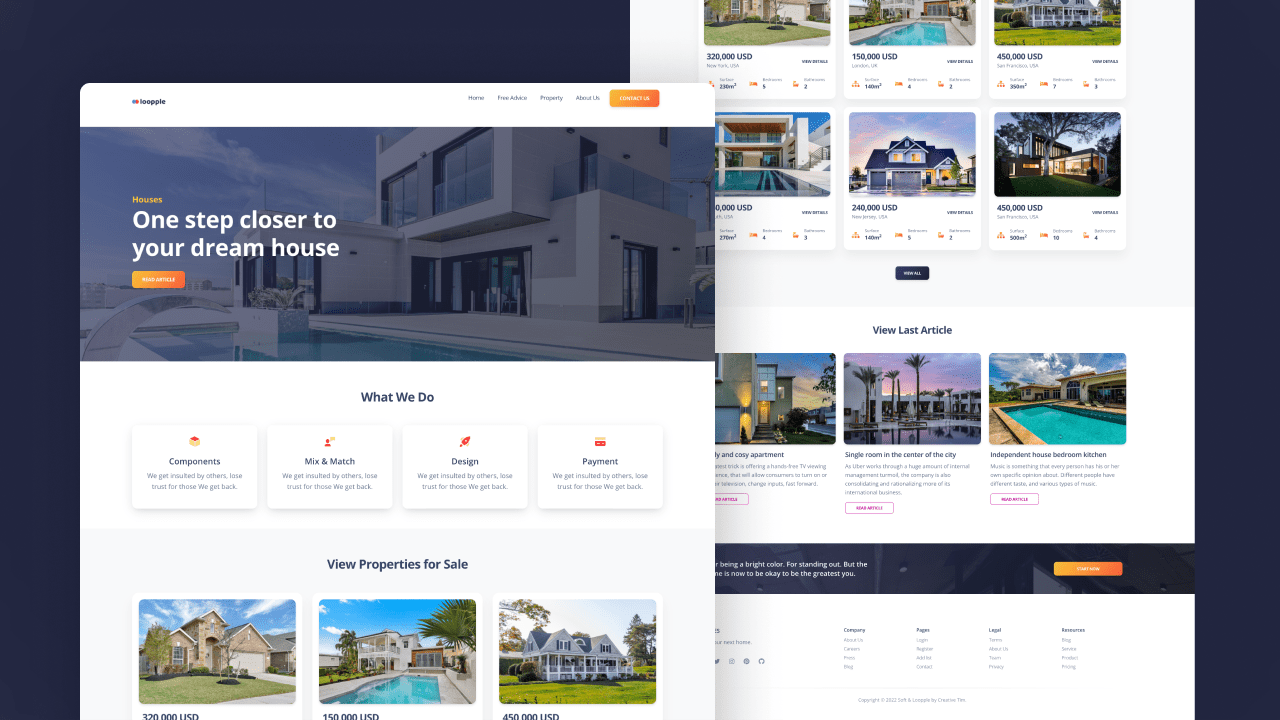 loopple
Home
Free Advice
Property
About Us
CONTACT US
Houses
One step closer to
your dream house
READ ARTICLE
What We Do
Components
We get insulted by others, lose
trust for those We get back.
Mix & Match
We get insulted by others, lose
trust for those We get back.
Design
We get insulted by others, lose
trust for those We get back.
Payment
We get insulted by others, lose
trust for those We get back.
View Properties for Sale
320,000 USD
150,000 USD
450,000 USD
320,000 USD
New York, USA
VIEW DETAILS
Surface
230m²
Bedrooms
5
Bathrooms
2
150,000 USD
London, UK
VIEW DETAILS
Surface
140m²
Bedrooms
4
Bathrooms
2
450,000 USD
San Francisco, USA
VIEW DETAILS
Surface
350m²
Bedrooms
7
Bathrooms
3
0,000 USD
uth, USA
VIEW DETAILS
Surface
270m²
Bedrooms
4
Bathrooms
3
240,000 USD
New Jersey, USA
VIEW DETAILS
Surface
140m²
Bedrooms
5
Bathrooms
2
450,000 USD
San Francisco, USA
VIEW DETAILS
Surface
500m²
Bedrooms
10
Bathrooms
4
VIEW ALL
View Last Article
ly and cosy apartment
atest trick is offering a hands-free TV viewing
ence, that will allow consumers to turn on or
ir television, change inputs, fast forward.
AD ARTICLE
Single room in the center of the city
As Uber works through a huge amount of internal
management turmoil, the company is also
consolidating and rationalizing more of its
international business.
READ ARTICLE
Independent house bedroom kitchen
Music is something that every person has his or her
own specific opinion about. Different people have
different taste, and various types of music.
READ ARTICLE
r being a bright color. For standing out. But the
me is now to be okay to be the greatest you.
START NOW
ES
our next home.
Company
About Us
Careers
Press
Blog
Pages
Login
Register
Add list
Contact
Legal
Terms
About Us
Team
Privacy
Resources
Blog
Service
Product
Pricing
Copyright © 2022 Soft & Loopple by Creative Tim.